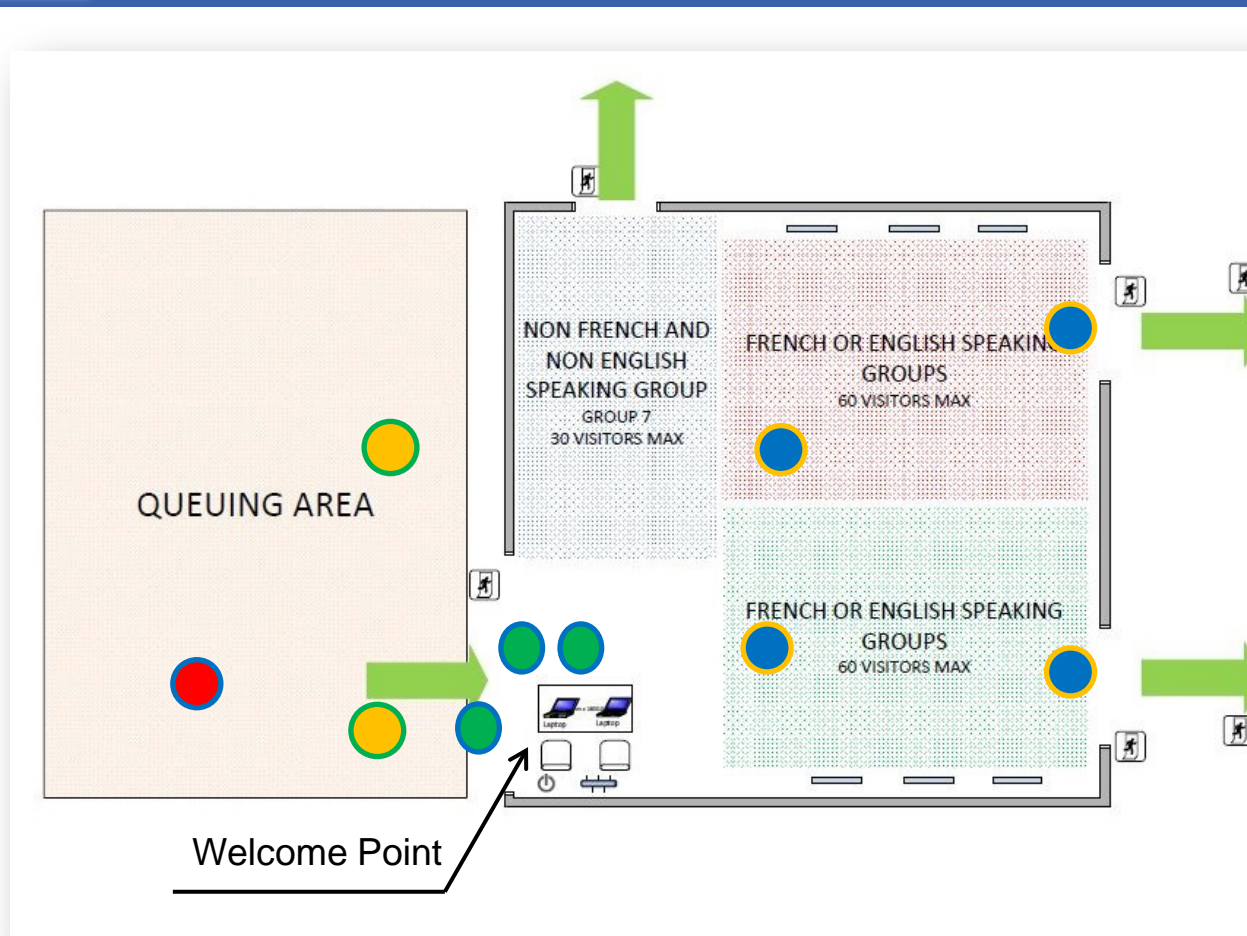 NON FRENCH AND
NON ENGLISH
SPEAKING GROUP
GROUP 7
30 VISITORS MAX
FRENCH OR ENGLISH SPEAKING
GROUPS
60 VISITORS MAX
QUEUING AREA
FRENCH OR ENGLISH SPEAKING
GROUPS
60 VISITORS MAX
Laptop
Laptop
Welcome Point